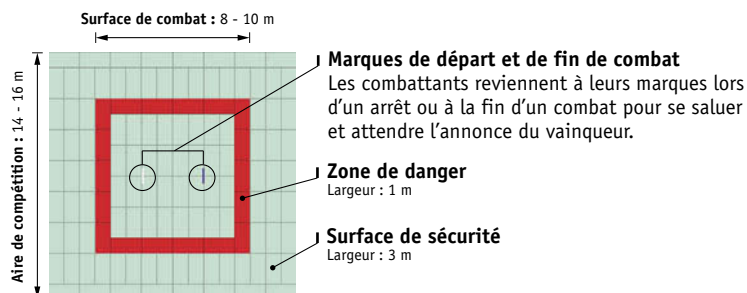 Surface de combat : 8 - 10 m
Aire de compétition : 14 - 16 m
Marques de départ et de fin de combat
Les combattants reviennent à leurs marques lors
d’un arrêt ou à la fin d’un combat pour se saluer
et attendre l’annonce du vainqueur.
Zone de danger
Largeur : 1 m
Surface de sécurité
Largeur : 3 m